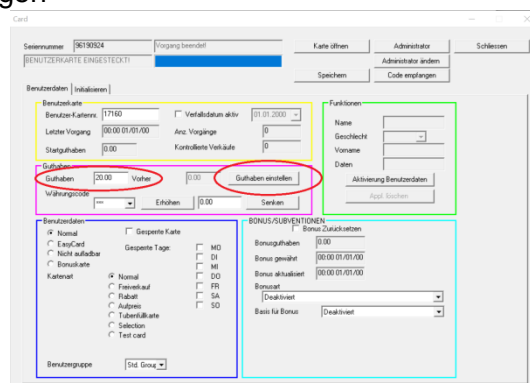 gen
Card
Seriennummer 96190924 Vorgang beendet! Karte öffnen Administrator Schliessen
BENUTZERKARTE EINGESTECKT! Administrator ändern
Speichern Code empfangen
Benutzerdaten Initialisieren
Benutzerkarte
Benutzer-Kartennr. 17160 Verfallsdatum aktiv 01.01.2000
Letzter Vorgang 00:00 01/01/00 Anz. Vorgänge 0
Startguthaben 0.00 Kontrollierte Verkäufe 0
Funktionen
Name
Geschlecht
Vorname
Daten
Aktivierung Benutzerdaten
Appl. löschen
Guthaben
Guthaben 20.00 Vorher 0.00 Guthaben einstellen
Währungscode --- Erhöhen 0.00 Senken
Benutzerdaten
Normal
EasyCard
Nicht aufladbar
Bonuskarte
Gesperrte Karte
Gesperrte Tage: MO
DI
MI
DO
FR
SA
SO
Kartenart Normal
Freiverkauf
Rabatt
Aufpreis
Tubenfüllkarte
Selection
Test card
Benutzergruppe Std. Group
BONUS/SUBVENTIONEN
Bonus Zurücksetzen
Bonusguthaben 0.00
Bonus gewährt 00:00 01/01/00
Bonus aktualisiert 00:00 01/01/00
Bonusart
Deaktiviert
Basis für Bonus Deaktiviert